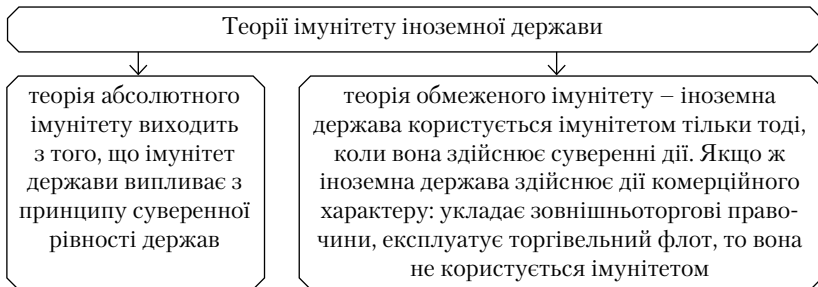 Теорії імунітету іноземної держави
теорія абсолютного
імунітету виходить
з того, що імунітет
держави випливає з
принципу суверенної
рівності держав
теорія обмеженого імунітету – іноземна
держава користується імунітетом тільки тоді,
коли вона здійснює суверенні дії. Якщо ж
іноземна держава здійснює дії комерційного
характеру: укладає зовнішньоторгові право-
чини, експлуатує торгівельний флот, то вона
не користується імунітетом